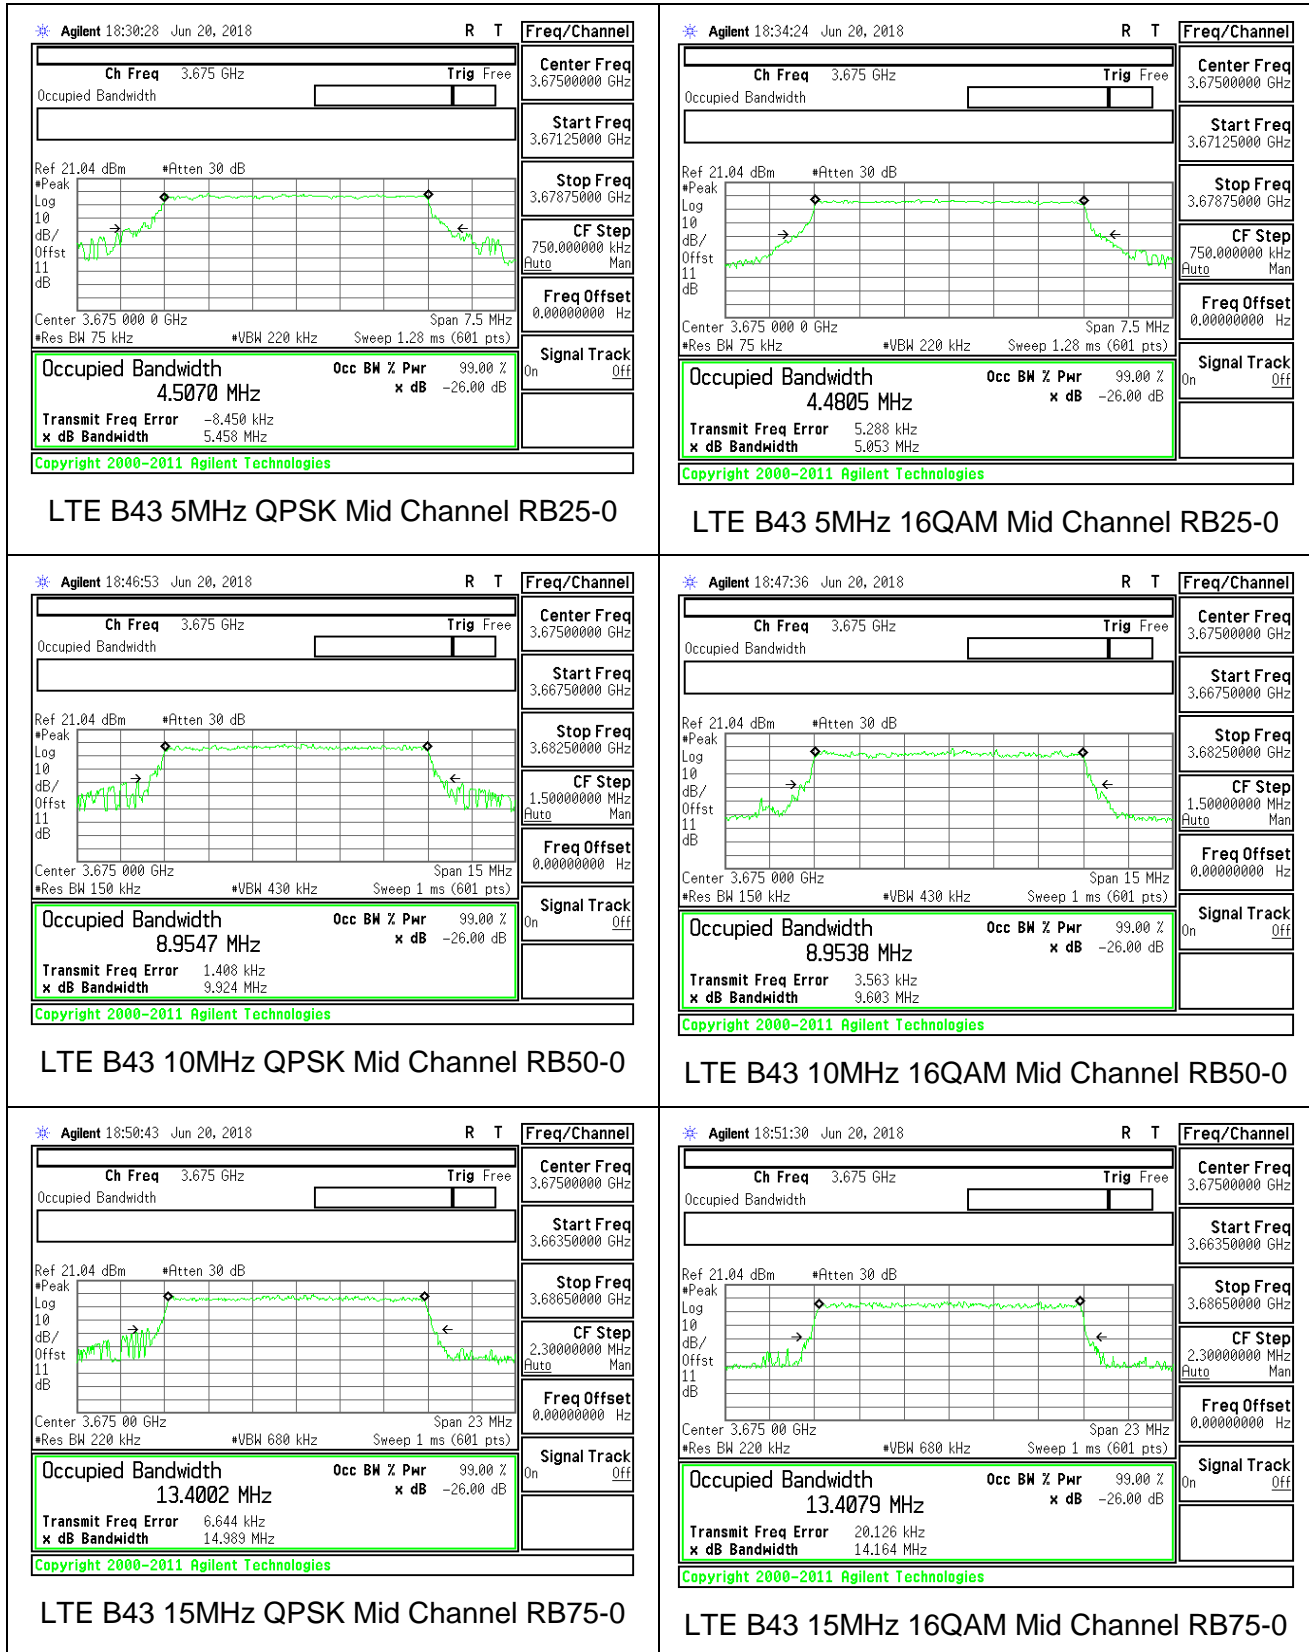 Agilent 18:30:28 Jun 20, 2018 R T Freq/Channel
Ch Freq 3.675 GHz Trig Free
Occupied Bandwidth
Center Freq
3.67500000 GHz
Start Freq
3.67125000 GHz
Stop Freq
3.67875000 GHz
CF Step
750.000000 kHz
Auto Man
Freq Offset
0.00000000 Hz
Signal Track
On Off
Ref 21.04 dBm #Atten 30 dB
#Peak
Log
10
dB/
Offst
11
dB
Center 3.675 000 0 GHz Span 7.5 MHz
#Res BW 75 kHz #VBW 220 kHz Sweep 1.28 ms (601 pts)
Occupied Bandwidth Occ BW % Pwr 99.00 %
4.5070 MHz x dB -26.00 dB
Transmit Freq Error -8.450 kHz
x dB Bandwidth 5.458 MHz
Copyright 2000-2011 Agilent Technologies
LTE B43 5MHz QPSK Mid Channel RB25-0
Agilent 18:34:24 Jun 20, 2018 R T Freq/Channel
Ch Freq 3.675 GHz Trig Free
Occupied Bandwidth
Center Freq
3.67500000 GHz
Start Freq
3.67125000 GHz
Stop Freq
3.67875000 GHz
CF Step
750.000000 kHz
Auto Man
Freq Offset
0.00000000 Hz
Signal Track
On Off
Ref 21.04 dBm #Atten 30 dB
#Peak
Log
10
dB/
Offst
11
dB
Center 3.675 000 0 GHz Span 7.5 MHz
#Res BW 75 kHz #VBW 220 kHz Sweep 1.28 ms (601 pts)
Occupied Bandwidth Occ BW % Pwr 99.00 %
4.4805 MHz x dB -26.00 dB
Transmit Freq Error 5.288 kHz
x dB Bandwidth 5.053 MHz
Copyright 2000-2011 Agilent Technologies
LTE B43 5MHz 16QAM Mid Channel RB25-0
Agilent 18:46:53 Jun 20, 2018 R T Freq/Channel
Ch Freq 3.675 GHz Trig Free
Occupied Bandwidth
Center Freq
3.67500000 GHz
Start Freq
3.66750000 GHz
Stop Freq
3.68250000 GHz
CF Step
1.50000000 MHz
Auto Man
Freq Offset
0.00000000 Hz
Signal Track
On Off
Ref 21.04 dBm #Atten 30 dB
#Peak
Log
10
dB/
Offst
11
dB
Center 3.675 000 GHz Span 15 MHz
#Res BW 150 kHz #VBW 430 kHz Sweep 1 ms (601 pts)
Occupied Bandwidth Occ BW % Pwr 99.00 %
8.9547 MHz x dB -26.00 dB
Transmit Freq Error 1.408 kHz
x dB Bandwidth 9.924 MHz
Copyright 2000-2011 Agilent Technologies
LTE B43 10MHz QPSK Mid Channel RB50-0
Agilent 18:47:36 Jun 20, 2018 R T Freq/Channel
Ch Freq 3.675 GHz Trig Free
Occupied Bandwidth
Center Freq
3.67500000 GHz
Start Freq
3.66750000 GHz
Stop Freq
3.68250000 GHz
CF Step
1.50000000 MHz
Auto Man
Freq Offset
0.00000000 Hz
Signal Track
On Off
Ref 21.04 dBm #Atten 30 dB
#Peak
Log
10
dB/
Offst
11
dB
Center 3.675 000 GHz Span 15 MHz
#Res BW 150 kHz #VBW 430 kHz Sweep 1 ms (601 pts)
Occupied Bandwidth Occ BW % Pwr 99.00 %
8.9538 MHz x dB -26.00 dB
Transmit Freq Error 3.563 kHz
x dB Bandwidth 9.603 MHz
Copyright 2000-2011 Agilent Technologies
LTE B43 10MHz 16QAM Mid Channel RB50-0
Agilent 18:50:43 Jun 20, 2018 R T Freq/Channel
Ch Freq 3.675 GHz Trig Free
Occupied Bandwidth
Center Freq
3.67500000 GHz
Start Freq
3.66350000 GHz
Stop Freq
3.68650000 GHz
CF Step
2.30000000 MHz
Auto Man
Freq Offset
0.00000000 Hz
Signal Track
On Off
Ref 21.04 dBm #Atten 30 dB
#Peak
Log
10
dB/
Offst
11
dB
Center 3.675 00 GHz Span 23 MHz
#Res BW 220 kHz #VBW 680 kHz Sweep 1 ms (601 pts)
Occupied Bandwidth Occ BW % Pwr 99.00 %
13.4002 MHz x dB -26.00 dB
Transmit Freq Error 6.644 kHz
x dB Bandwidth 14.989 MHz
Copyright 2000-2011 Agilent Technologies
LTE B43 15MHz QPSK Mid Channel RB75-0
Agilent 18:51:30 Jun 20, 2018 R T Freq/Channel
Ch Freq 3.675 GHz Trig Free
Occupied Bandwidth
Center Freq
3.67500000 GHz
Start Freq
3.66350000 GHz
Stop Freq
3.68650000 GHz
CF Step
2.30000000 MHz
Auto Man
Freq Offset
0.00000000 Hz
Signal Track
On Off
Ref 21.04 dBm #Atten 30 dB
#Peak
Log
10
dB/
Offst
11
dB
Center 3.675 00 GHz Span 23 MHz
#Res BW 220 kHz #VBW 680 kHz Sweep 1 ms (601 pts)
Occupied Bandwidth Occ BW % Pwr 99.00 %
13.4079 MHz x dB -26.00 dB
Transmit Freq Error 20.126 kHz
x dB Bandwidth 14.164 MHz
Copyright 2000-2011 Agilent Technologies
LTE B43 15MHz 16QAM Mid Channel RB75-0